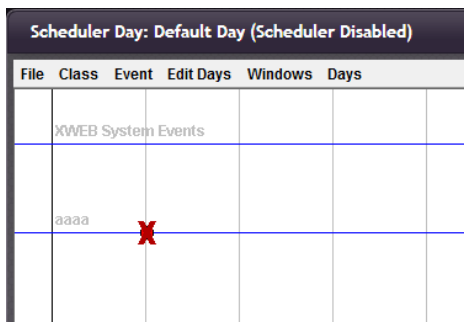 Scheduler Day: Default Day (Scheduler Disabled)
File Class Event Edit Days Windows Days
XWEB System Events
aaaa
X